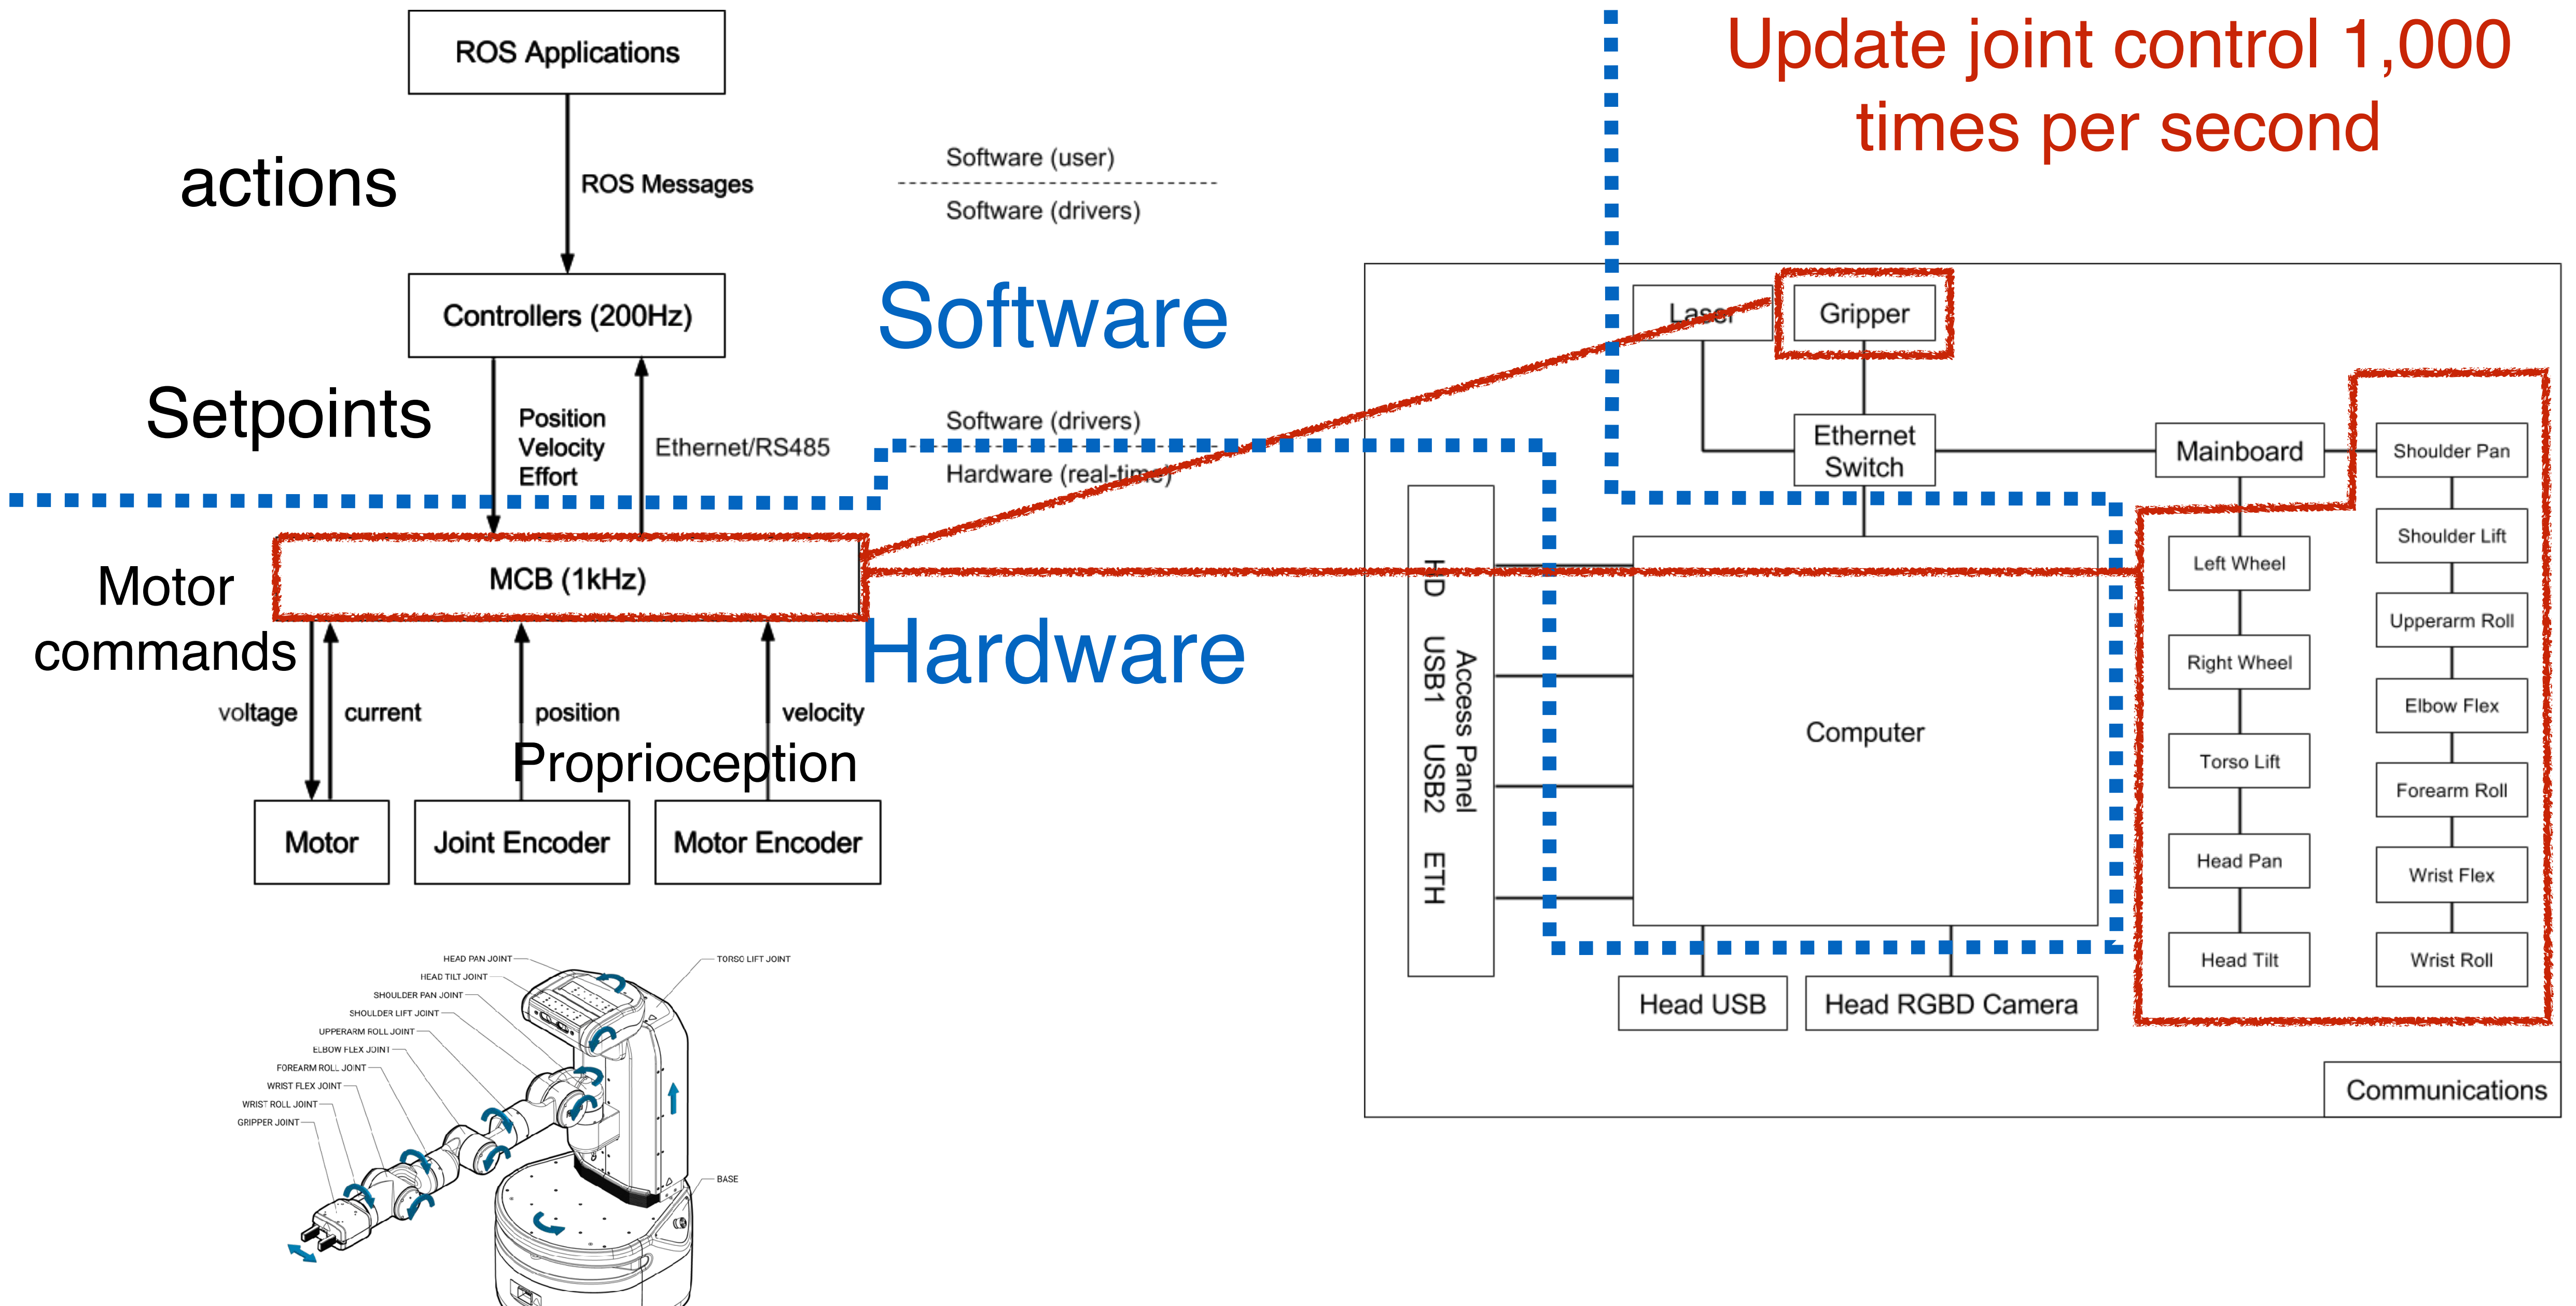 Update joint control 1,000
times per second
ROS Applications
actions
ROS Messages
Software (user)
Software (drivers)
Controllers (200Hz)
Software
Setpoints
Position
Velocity
Effort
Ethernet/RS485
Software (drivers)
Hardware (real-time)
MCB (1kHz)
Motor
commands
Hardware
voltage
current
position
velocity
Proprioception
Motor
Joint Encoder
Motor Encoder
HEAD PAN JOINT
HEAD TILT JOINT
SHOULDER PAN JOINT
SHOULDER LIFT JOINT
UPPERARM ROLL JOINT
ELBOW FLEX JOINT
FOREARM ROLL JOINT
WRIST FLEX JOINT
WRIST ROLL JOINT
GRIPPER JOINT
TORSO LIFT JOINT
BASE
Laser
Gripper
Ethernet
Switch
Mainboard
Shoulder Pan
Shoulder Lift
Upperarm Roll
Elbow Flex
Forearm Roll
Wrist Flex
Wrist Roll
Left Wheel
Right Wheel
Torso Lift
Head Pan
Head Tilt
Access Panel
HD
USB1
USB2
ETH
Computer
Head USB
Head RGBD Camera
Communications